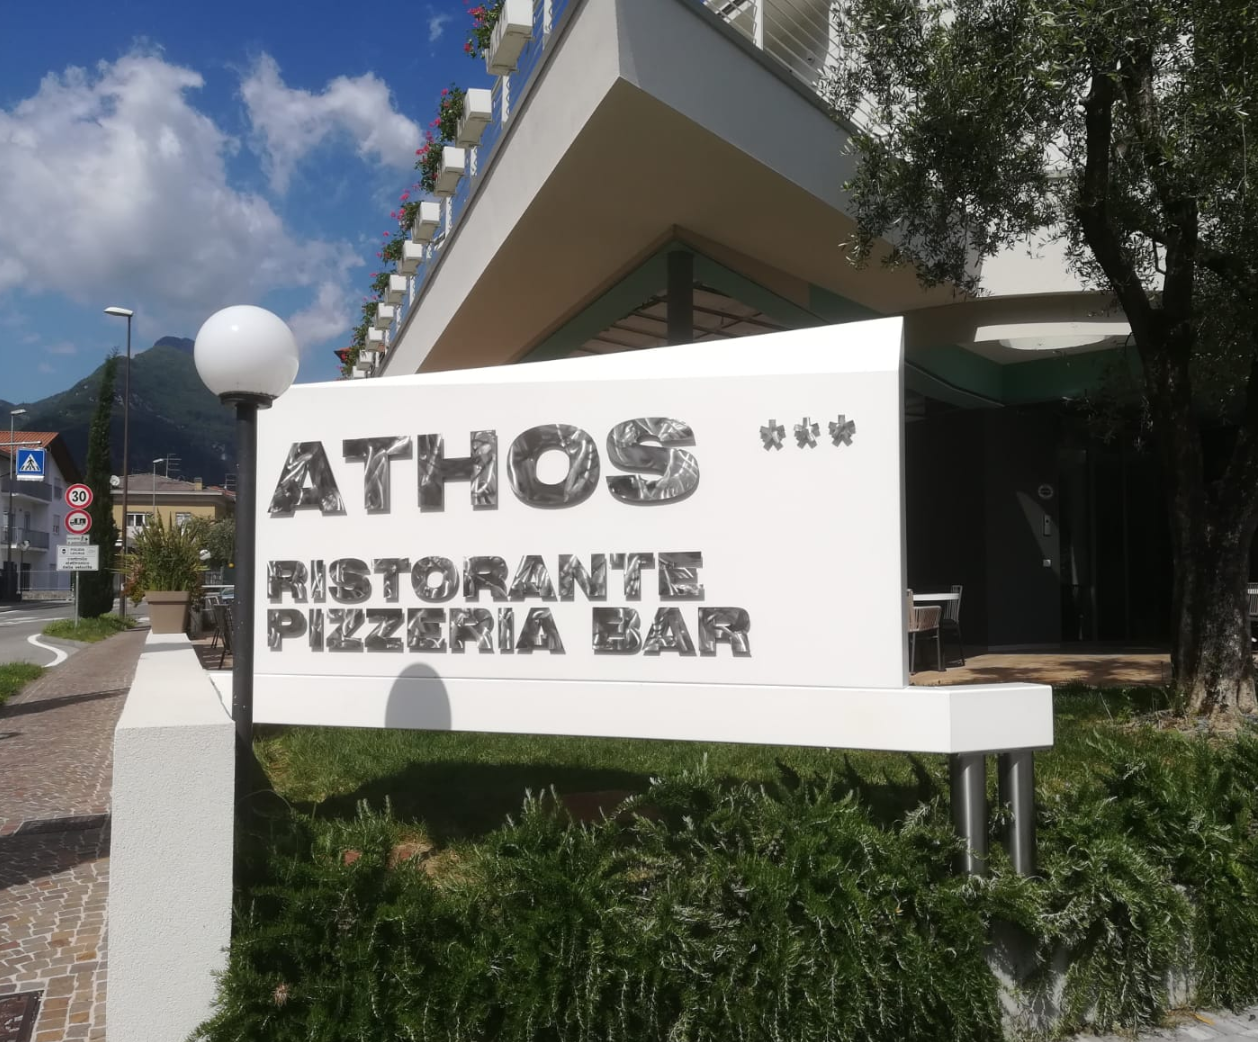 ATHOS ***
RISTORANTE
PIZZERIA BAR
30